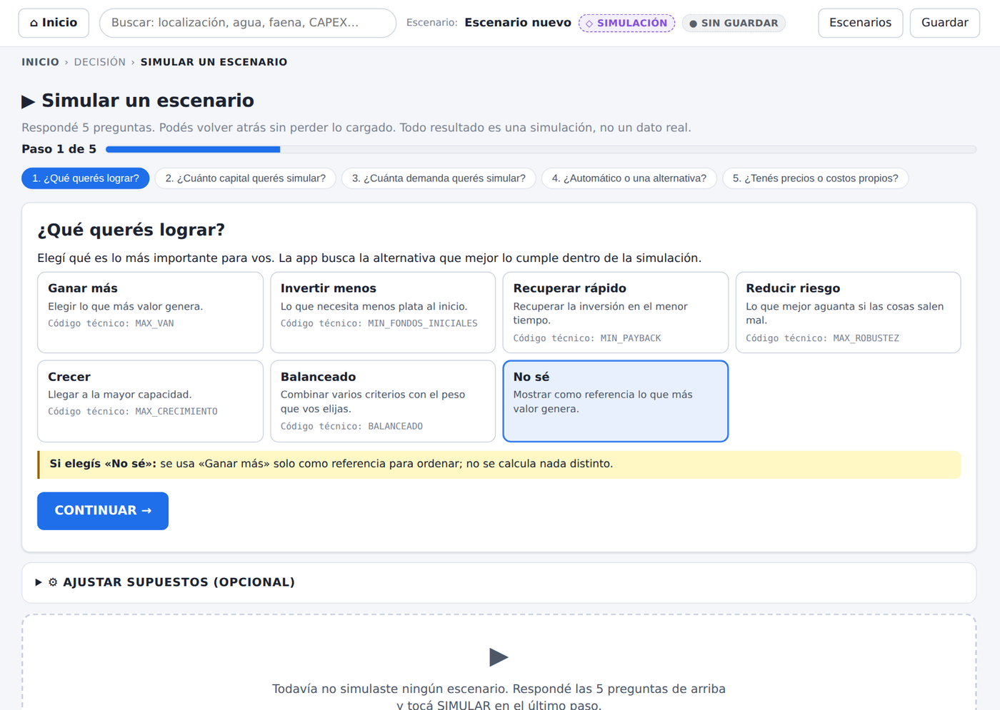 ⌂ Inicio
Buscar: localización, agua, faena, CAPEX...
Escenario: Escenario nuevo ◇ SIMULACIÓN ● SIN GUARDAR
Escenarios
Guardar
INICIO › DECISIÓN › SIMULAR UN ESCENARIO
▶ Simular un escenario
Respondé 5 preguntas. Podés volver atrás sin perder lo cargado. Todo resultado es una simulación, no un dato real.
Paso 1 de 5
1. ¿Qué querés lograr?
2. ¿Cuánto capital querés simular?
3. ¿Cuánta demanda querés simular?
4. ¿Automático o una alternativa?
5. ¿Tenés precios o costos propios?
¿Qué querés lograr?
Elegí qué es lo más importante para vos. La app busca la alternativa que mejor lo cumple dentro de la simulación.
Ganar más
Elegir lo que más valor genera.
Código técnico: MAX_VAN
Invertir menos
Lo que necesita menos plata al inicio.
Código técnico: MIN_FONDOS_INICIALES
Recuperar rápido
Recuperar la inversión en el menor
tiempo.
Código técnico: MIN_PAYBACK
Reducir riesgo
Lo que mejor aguanta si las cosas salen
mal.
Código técnico: MAX_ROBUSTEZ
Crecer
Llegar a la mayor capacidad.
Código técnico: MAX_CRECIMIENTO
Balanceado
Combinar varios criterios con el peso
que vos elijas.
Código técnico: BALANCEADO
No sé
Mostrar como referencia lo que más
valor genera.
Si elegís «No sé»: se usa «Ganar más» solo como referencia para ordenar; no se calcula nada distinto.
CONTINUAR →
▶ ⚙ AJUSTAR SUPUESTOS (OPCIONAL)
▶
Todavía no simulaste ningún escenario. Respondé las 5 preguntas de arriba
y tocá SIMULAR en el último paso.